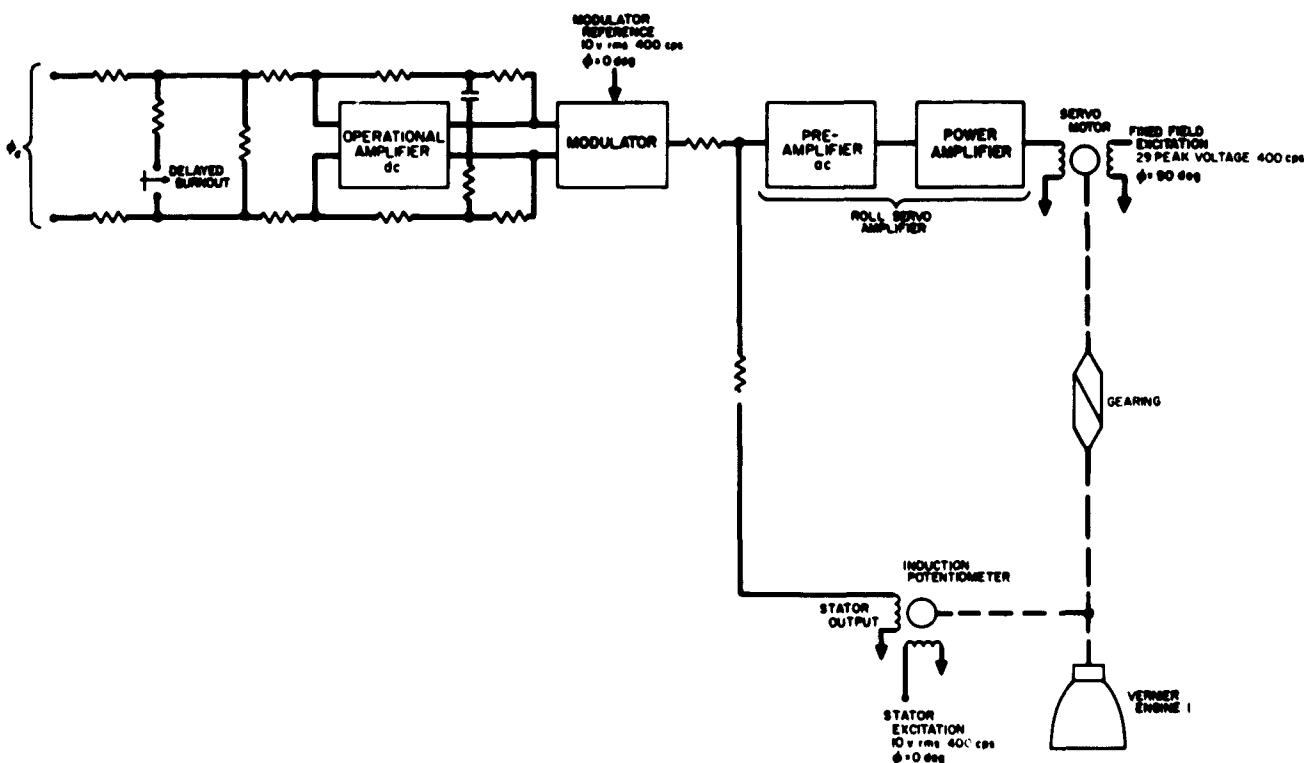 MODULATOR
REFERENCE
10 v rms 400 cps
ϕ = 0 deg
ϕe
DELAYED
BURNOUT
OPERATIONAL
AMPLIFIER
dc
MODULATOR
PRE-
AMPLIFIER
ac
POWER
AMPLIFIER
ROLL SERVO
AMPLIFIER
SERVO
MOTOR
FIXED FIELD
EXCITATION
29 PEAK VOLTAGE 400 cps
ϕ = 90 deg
GEARING
INDUCTION
POTENTIOMETER
STATOR
OUTPUT
STATOR
EXCITATION
10 v rms 400 cps
ϕ = 0 deg
VERNIER
ENGINE I